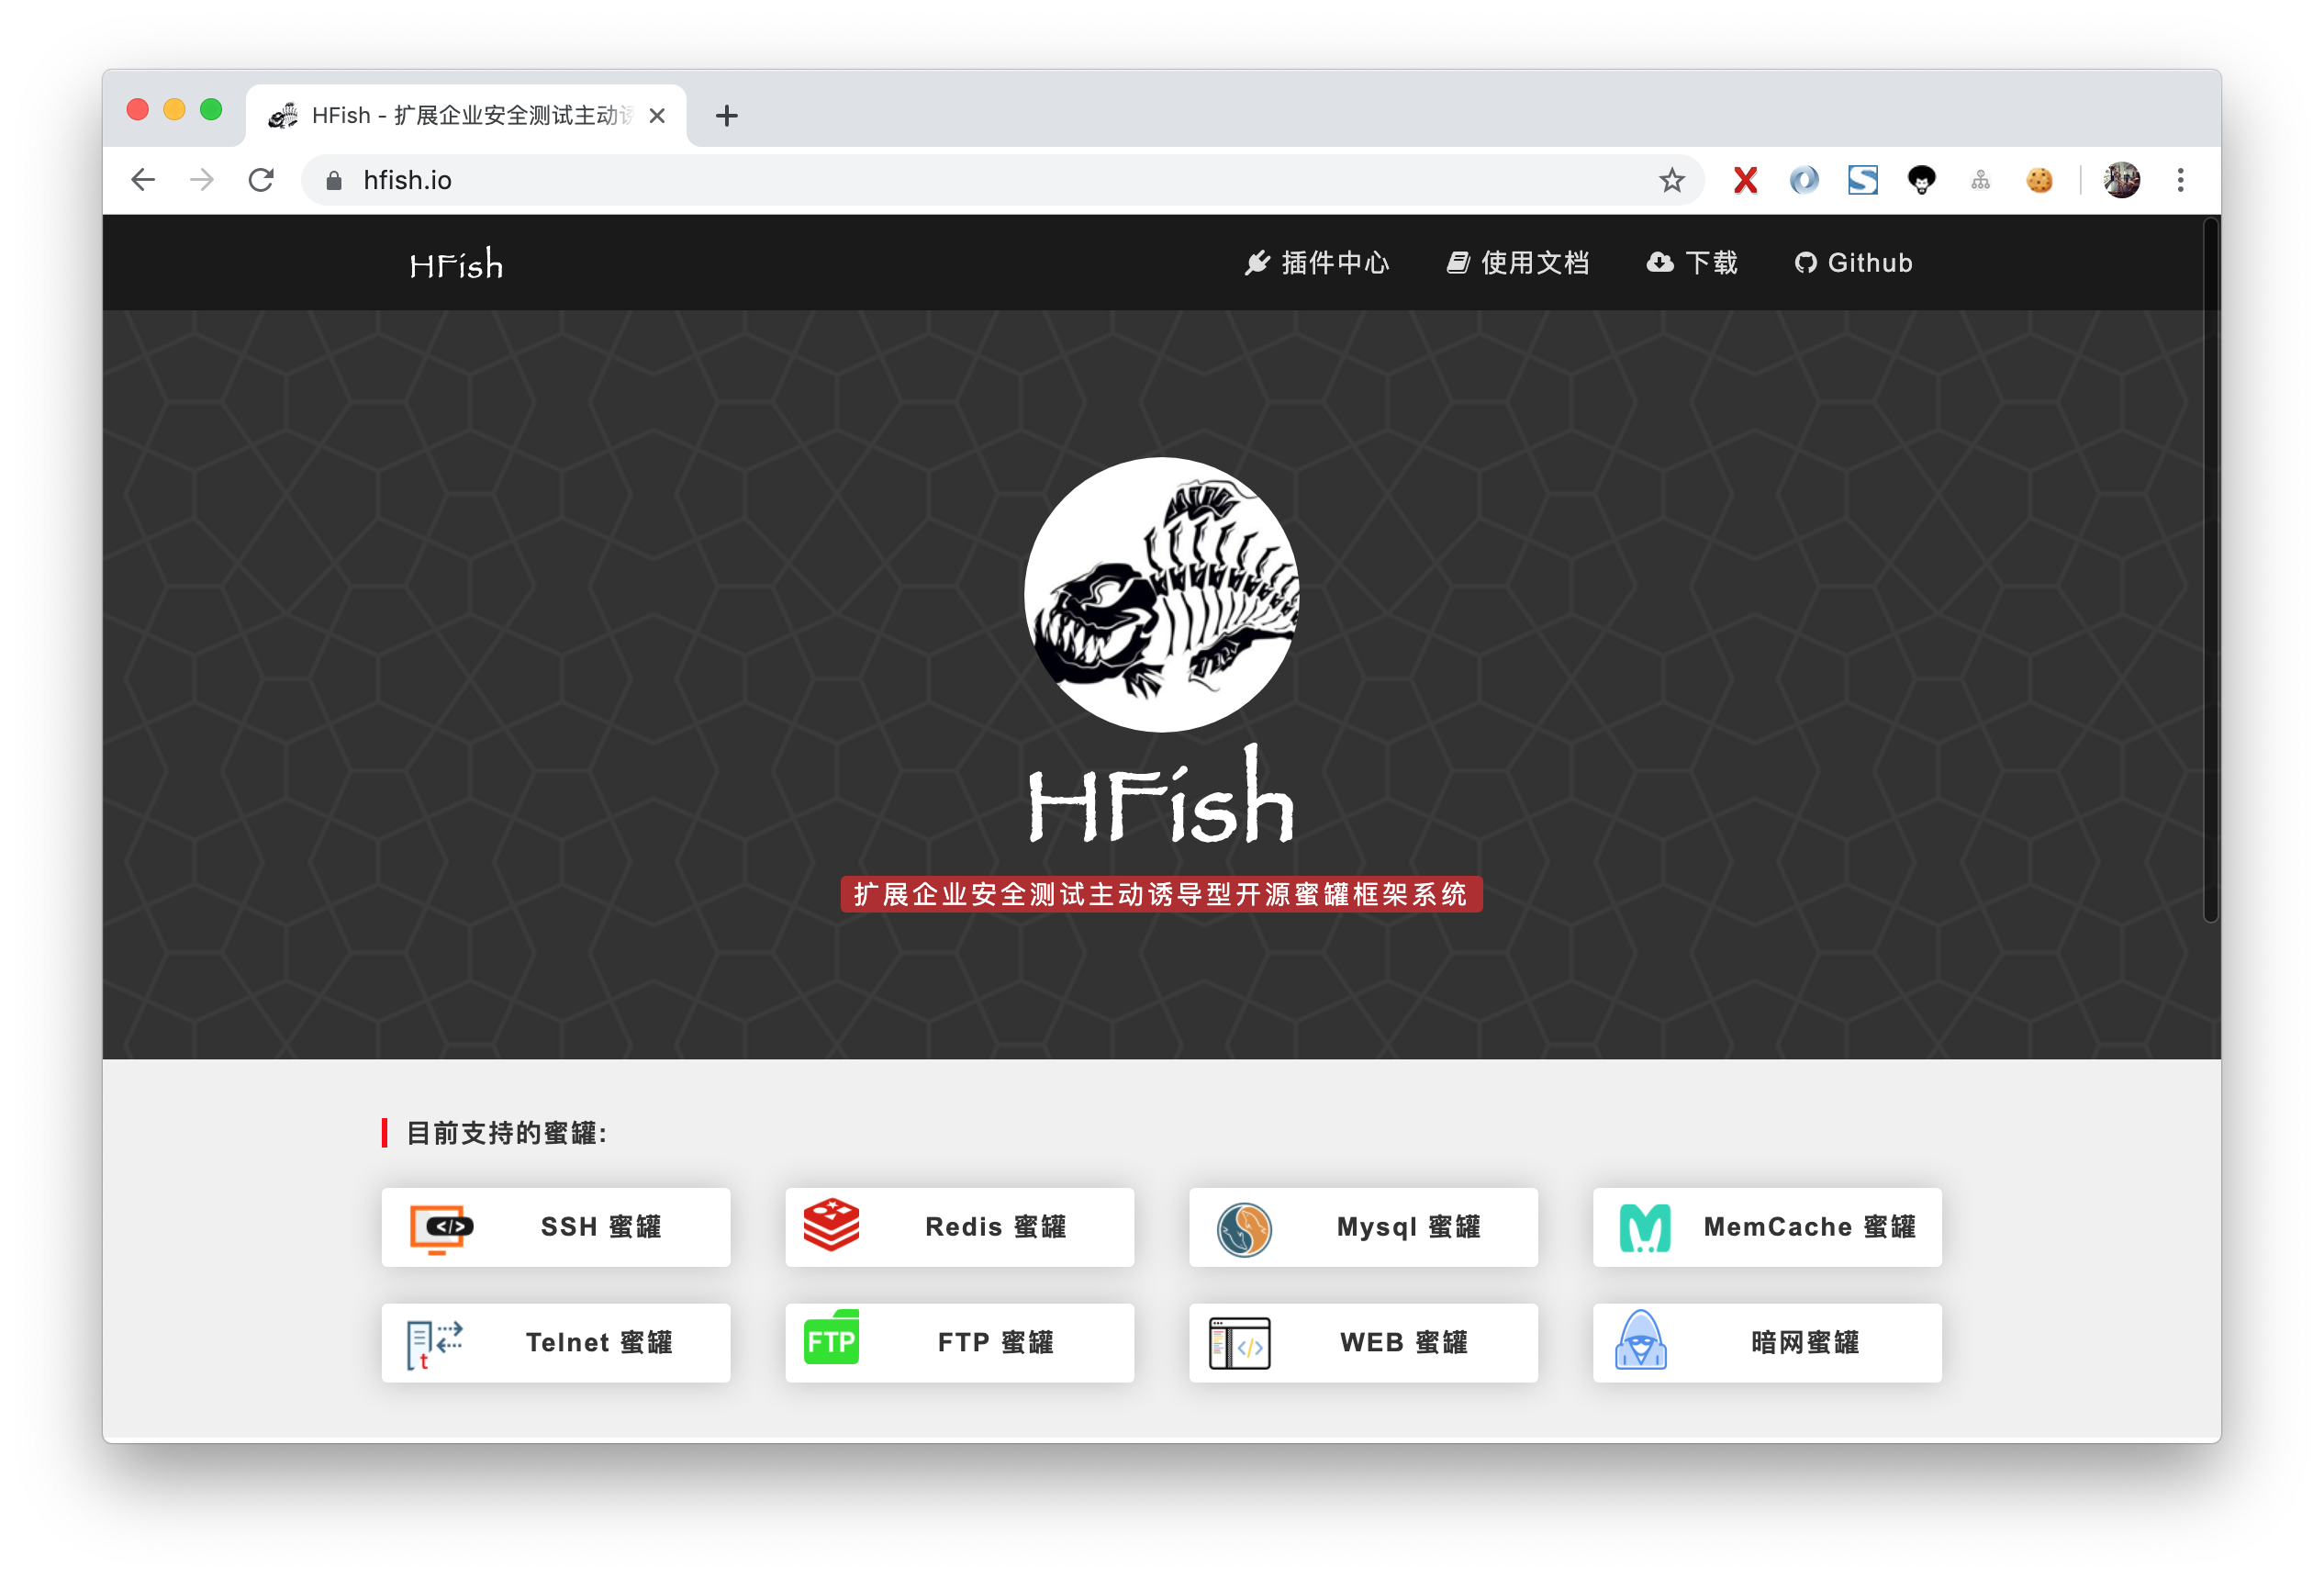 HFish - 扩展企业安全测试主动
hfish.io
HFish
插件中心
使用文档
下载
Github
HFish
扩展企业安全测试主动诱导型开源蜜罐框架系统
目前支持的蜜罐:
SSH 蜜罐
Redis 蜜罐
Mysql 蜜罐
MemCache 蜜罐
Telnet 蜜罐
FTP
FTP 蜜罐
WEB 蜜罐
暗网蜜罐